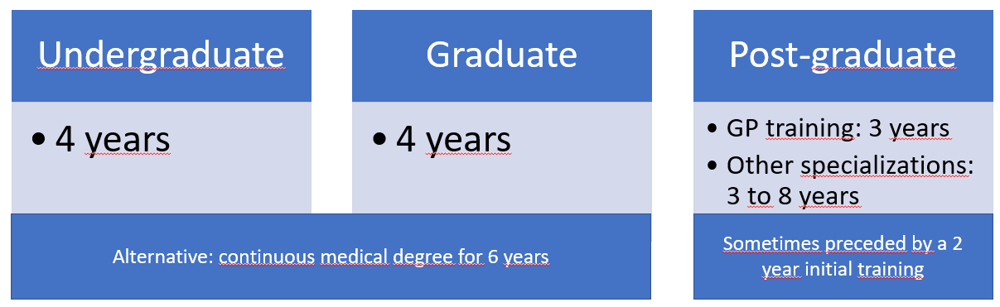 Undergraduate
• 4 years
Graduate
• 4 years
Alternative: continuous medical degree for 6 years
Post-graduate
• GP training: 3 years
• Other specializations:
3 to 8 years
Sometimes preceded by a 2
year initial training